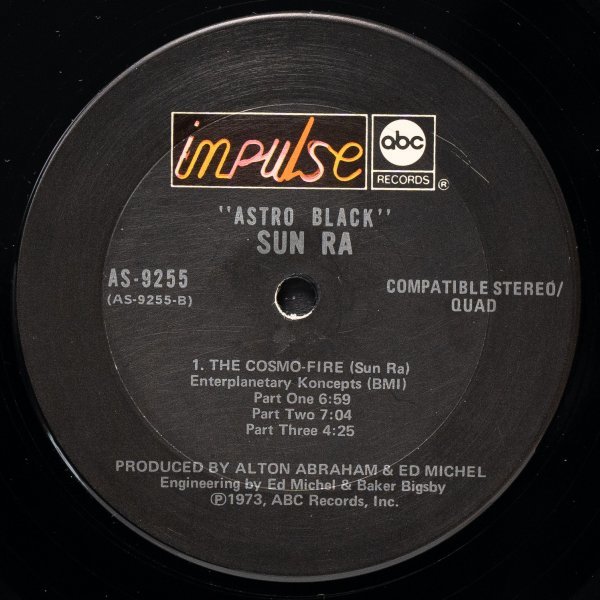 impulse
abc
RECORDS ®
"ASTRO BLACK"
SUN RA
AS-9255
(AS-9255-B)
COMPATIBLE STEREO/
QUAD
1. THE COSMO-FIRE (Sun Ra)
Enterplanetary Koncepts (BMI)
Part One 6:59
Part Two 7:04
Part Three 4:25
PRODUCED BY ALTON ABRAHAM & ED MICHEL
Engineering by Ed Michel & Baker Bigsby
℗1973, ABC Records, Inc.